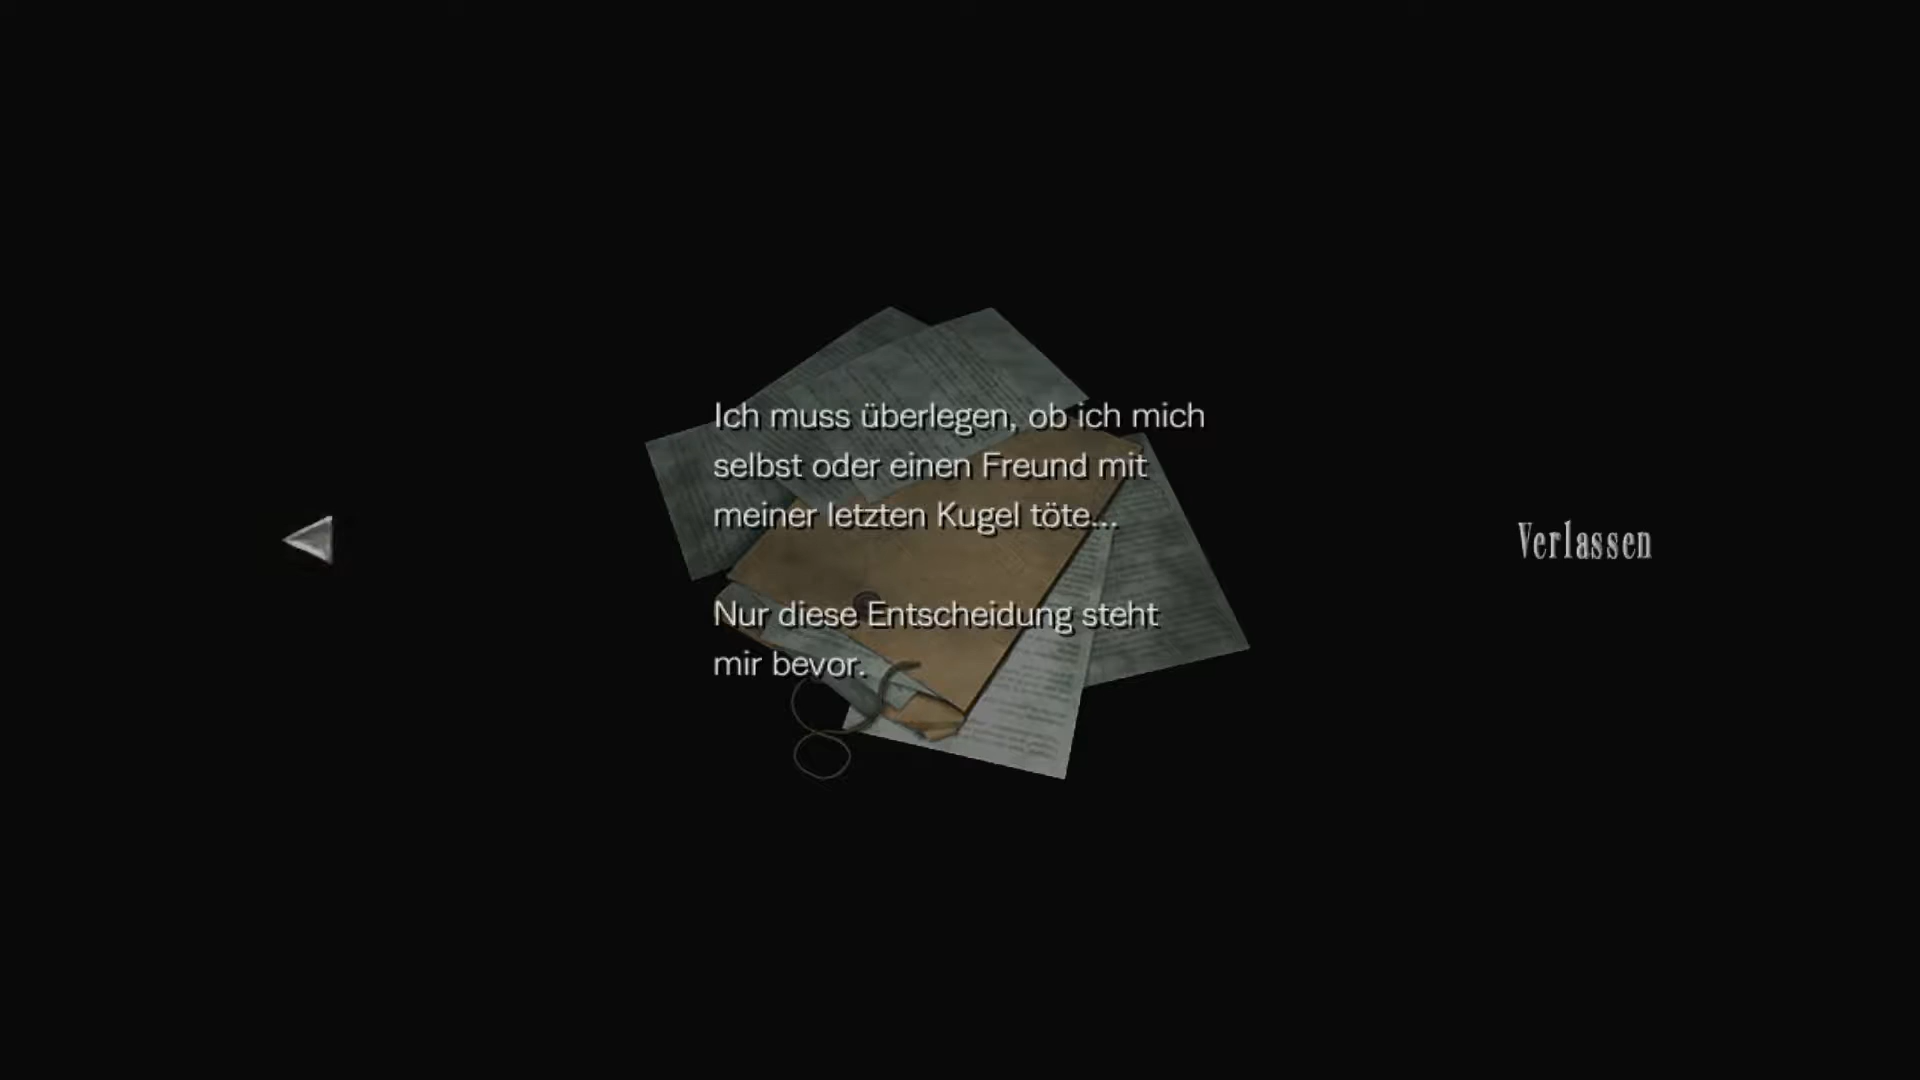 Ich muss überlegen, ob ich mich
selbst oder einen Freund mit
meiner letzten Kugel töte...
Nur diese Entscheidung steht
mir bevor.
Verlassen